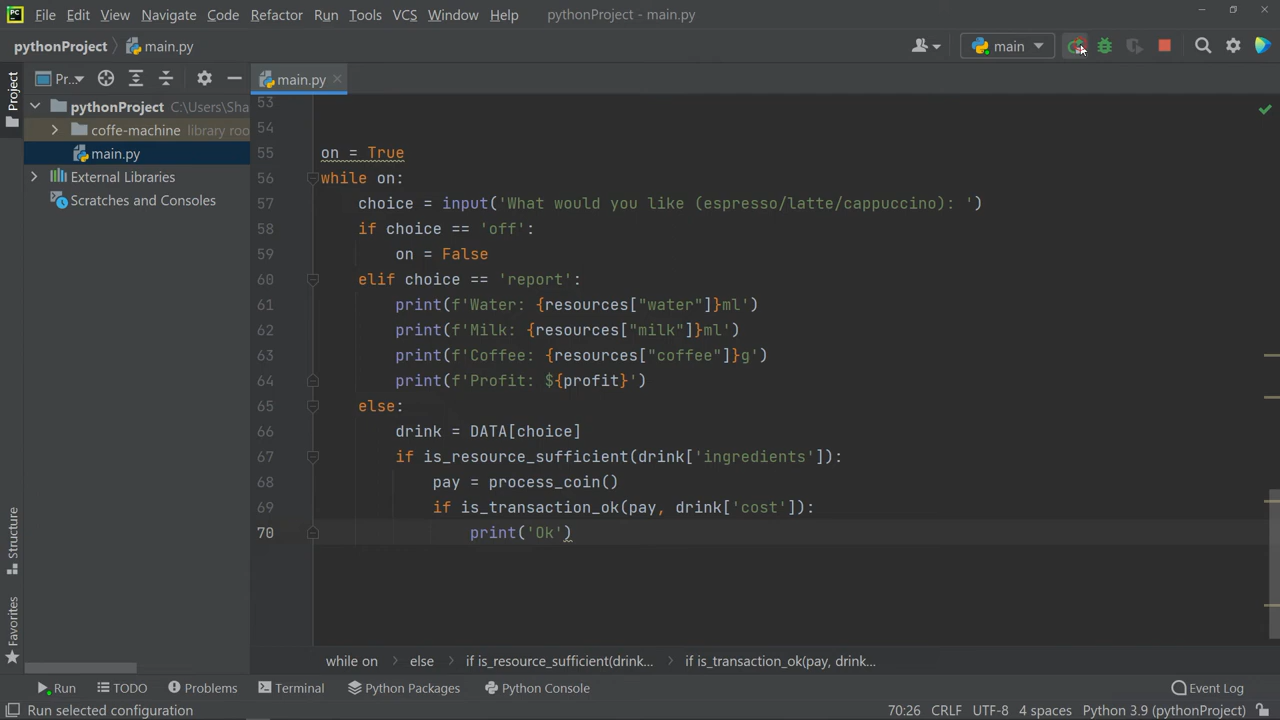 PC File Edit View Navigate Code Refactor Run Tools VCS Window Help pythonProject - main.py
pythonProject main.py main
Pr... main.py
Project
pythonProject C:\Users\Sha
coffe-machine library roo
main.py
External Libraries
Scratches and Consoles
Structure
Favorites
53
54
55 on = True
56 while on:
57 choice = input('What would you like (espresso/latte/cappuccino): ')
58 if choice == 'off':
59 on = False
60 elif choice == 'report':
61 print(f'Water: {resources["water"]}ml')
62 print(f'Milk: {resources["milk"]}ml')
63 print(f'Coffee: {resources["coffee"]}g')
64 print(f'Profit: ${profit}')
65 else:
66 drink = DATA[choice]
67 if is_resource_sufficient(drink['ingredients']):
68 pay = process_coin()
69 if is_transaction_ok(pay, drink['cost']):
70 print('Ok')
while on else if is_resource_sufficient(drink... if is_transaction_ok(pay, drink...
Run TODO Problems Terminal Python Packages Python Console Event Log
Run selected configuration 70:26 CRLF UTF-8 4 spaces Python 3.9 (pythonProject)